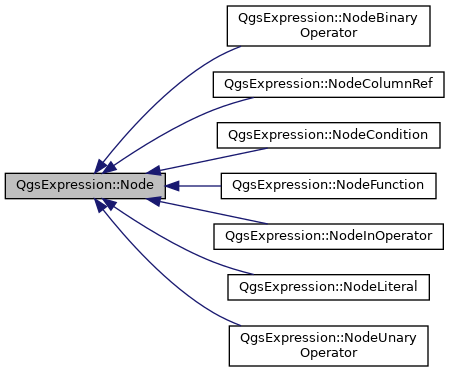 QgsExpression::NodeBinary
Operator
QgsExpression::NodeColumnRef
QgsExpression::NodeCondition
QgsExpression::Node
QgsExpression::NodeFunction
QgsExpression::NodeInOperator
QgsExpression::NodeLiteral
QgsExpression::NodeUnary
Operator